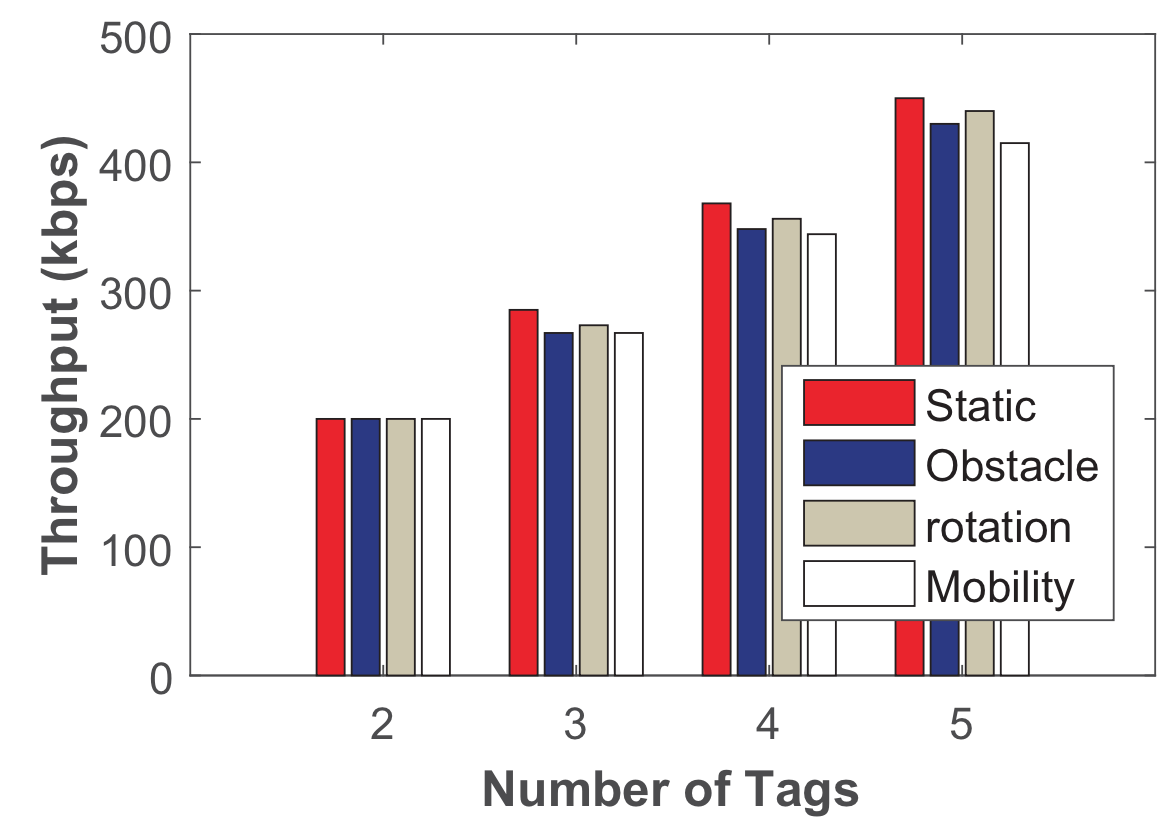 500
400
300
200
100
0
Throughput (kbps)
Static
Obstacle
rotation
Mobility
2 3 4 5
Number of Tags